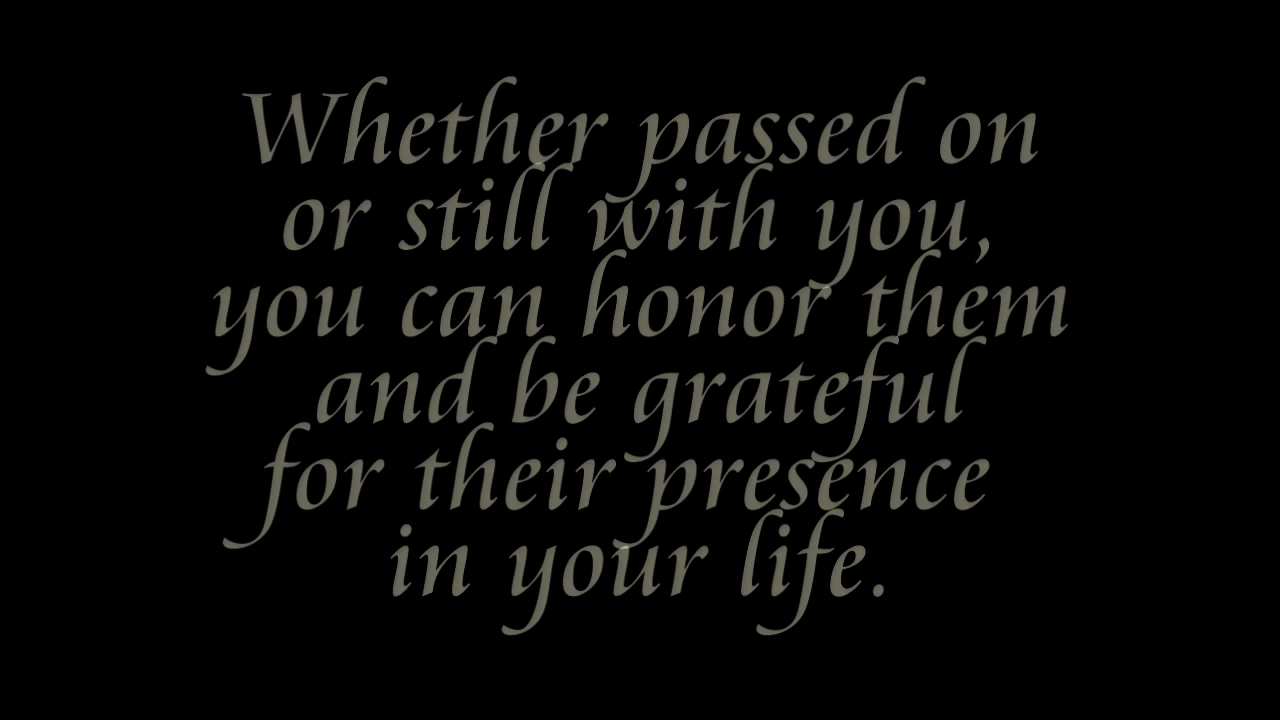 Whether passed on
or still with you,
you can honor them
and be grateful
for their presence
in your life.